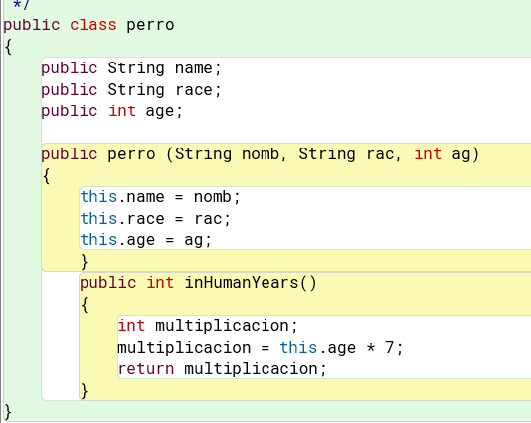 */
public class perro
{
public String name;
public String race;
public int age;
public perro (String nomb, String rac, int ag)
{
this.name = nomb;
this.race = rac;
this.age = ag;
}
public int inHumanYears()
{
int multiplicacion;
multiplicacion = this.age * 7;
return multiplicacion;
}
}